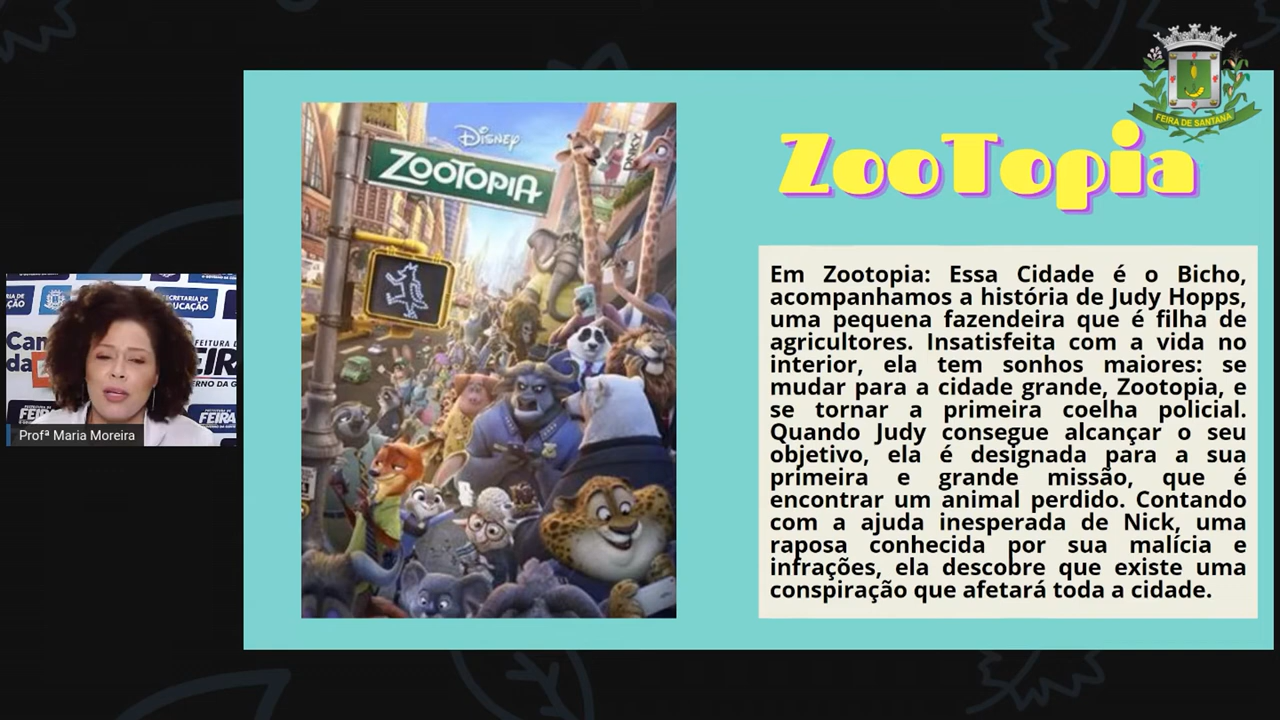 FEIRA DE SANTANA
DISNEY
ZOOTOPIA
ZooTopia
Em Zootopia: Essa Cidade é o Bicho,
acompanhamos a história de Judy Hopps,
uma pequena fazendeira que é filha de
agricultores. Insatisfeita com a vida no
interior, ela tem sonhos maiores: se
mudar para a cidade grande, Zootopia, e
se tornar a primeira coelha policial.
Quando Judy consegue alcançar o seu
objetivo, ela é designada para a sua
primeira e grande missão, que é
encontrar um animal perdido. Contando
com a ajuda inesperada de Nick, uma
raposa conhecida por sua malícia e
infrações, ela descobre que existe uma
conspiração que afetará toda a cidade.
Profª Maria Moreira